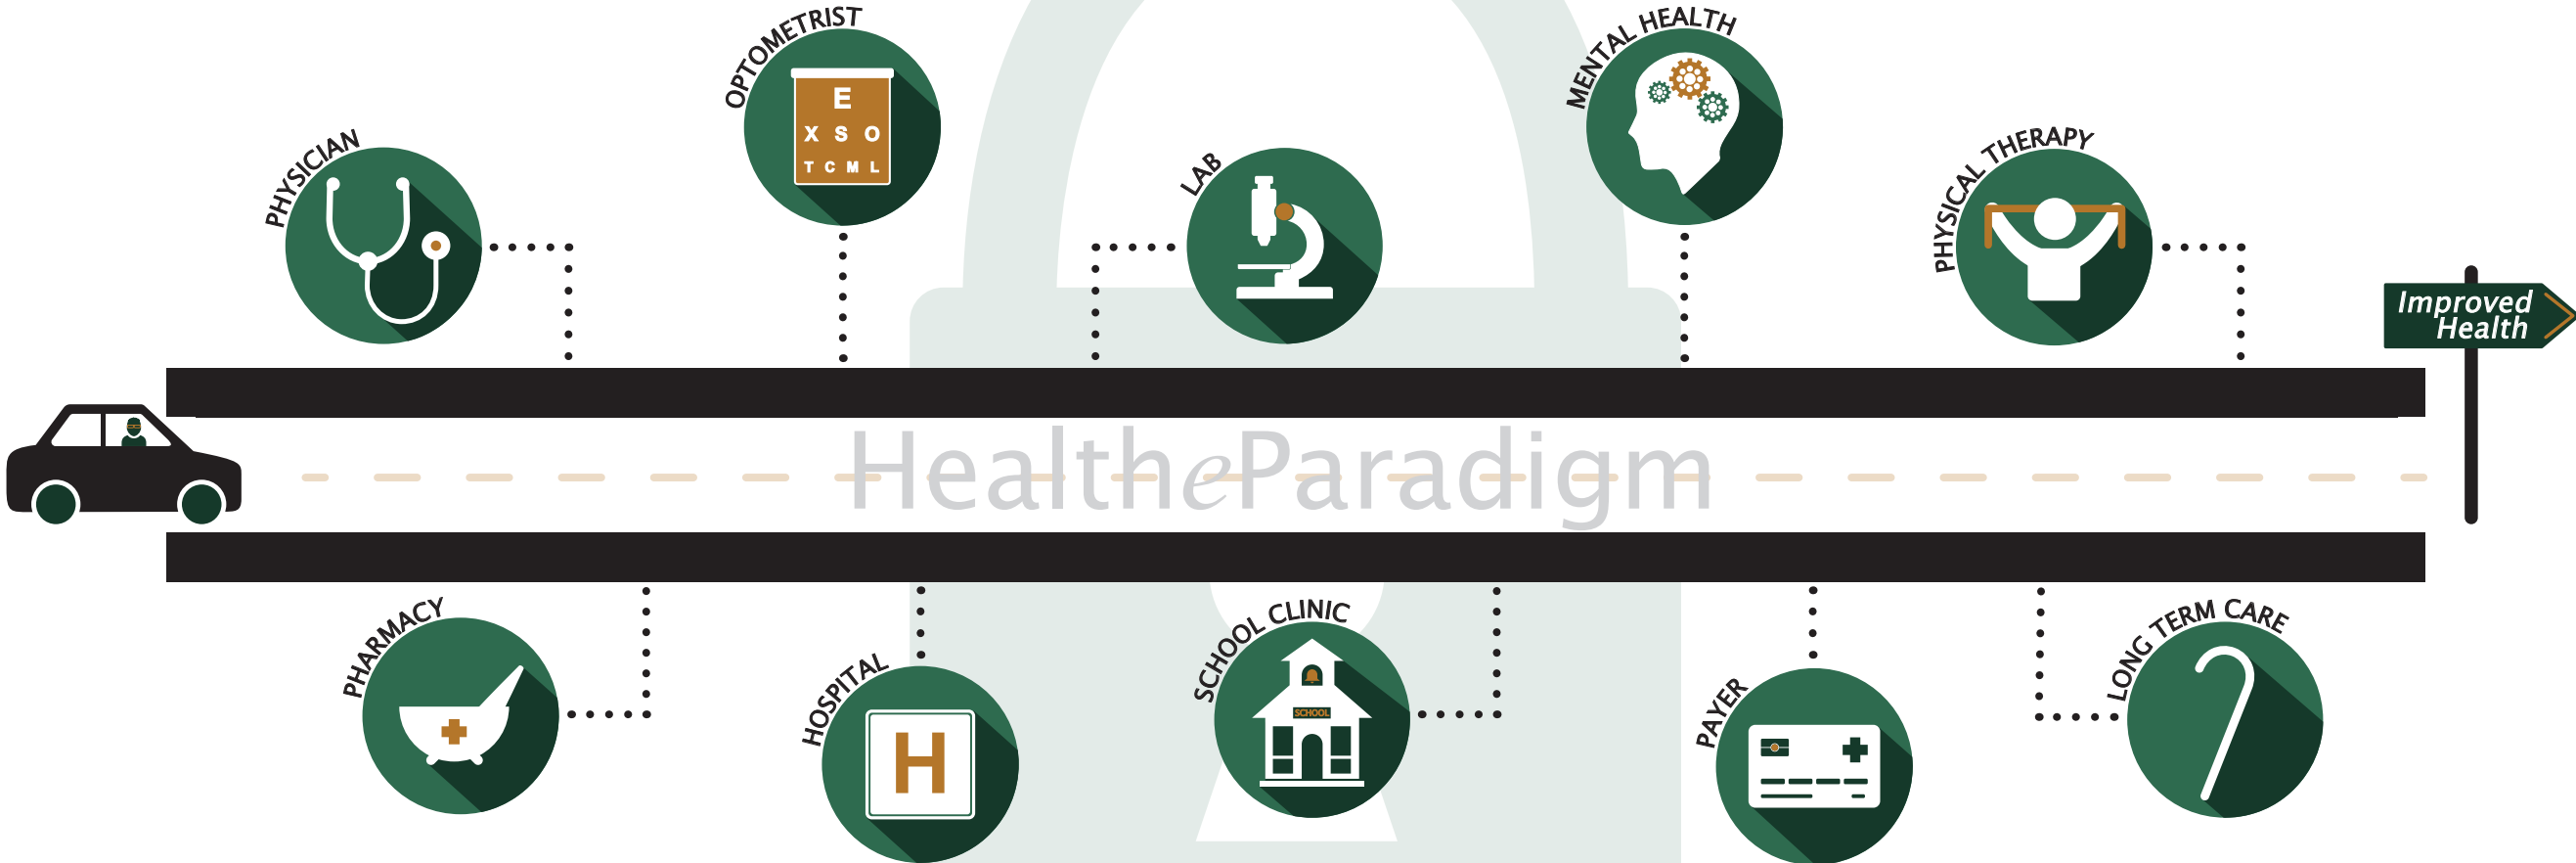 PHYSICIAN
OPTOMETRIST
E
X S O
T C M L
LAB
MENTAL HEALTH
PHYSICAL THERAPY
Improved
Health
HealtheParadigm
PHARMACY
HOSPITAL
H
SCHOOL CLINIC
SCHOOL
PAYER
LONG TERM CARE